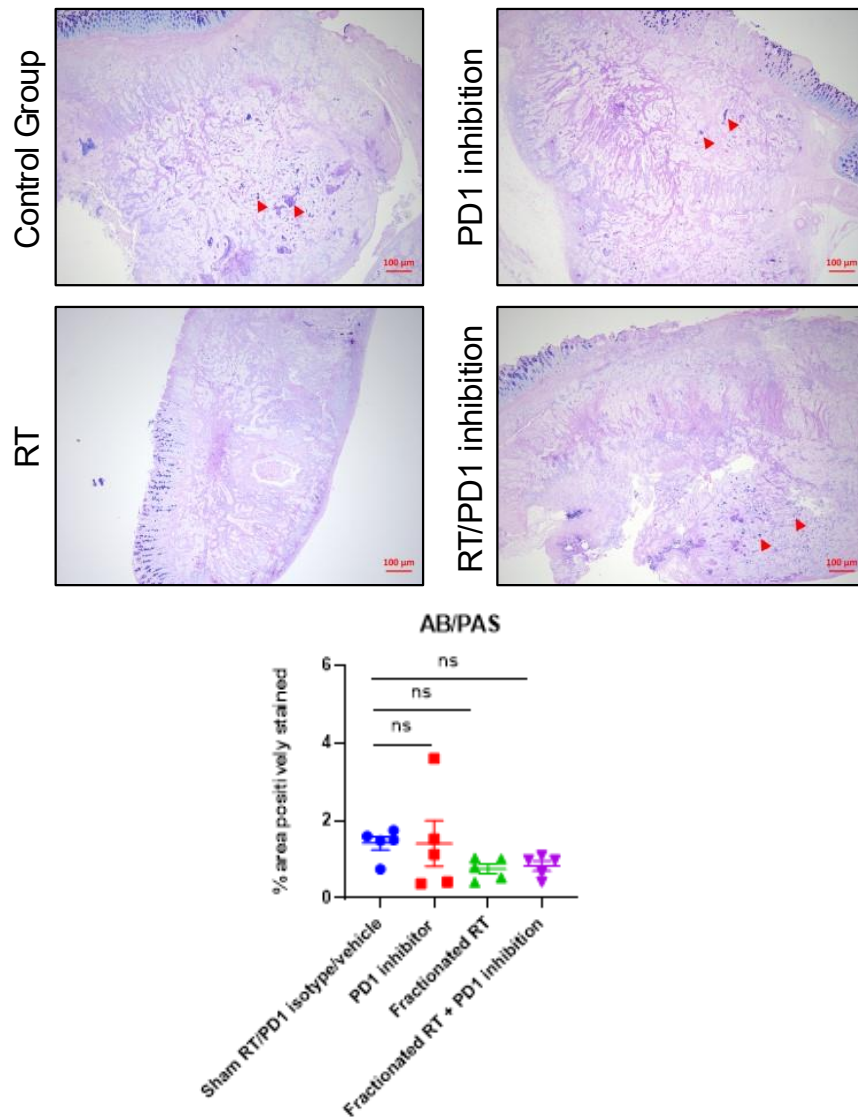 Control Group
100 µm
PD1 inhibition
100 µm
RT
100 µm
RT/PD1 inhibition
100 µm
AB/PAS
% area positively stained
6
4
2
0
ns
ns
ns
Sham RT/PD1 isotype/vehicle
PD1 inhibitor
Fractionated RT
Fractionated RT + PD1 inhibition